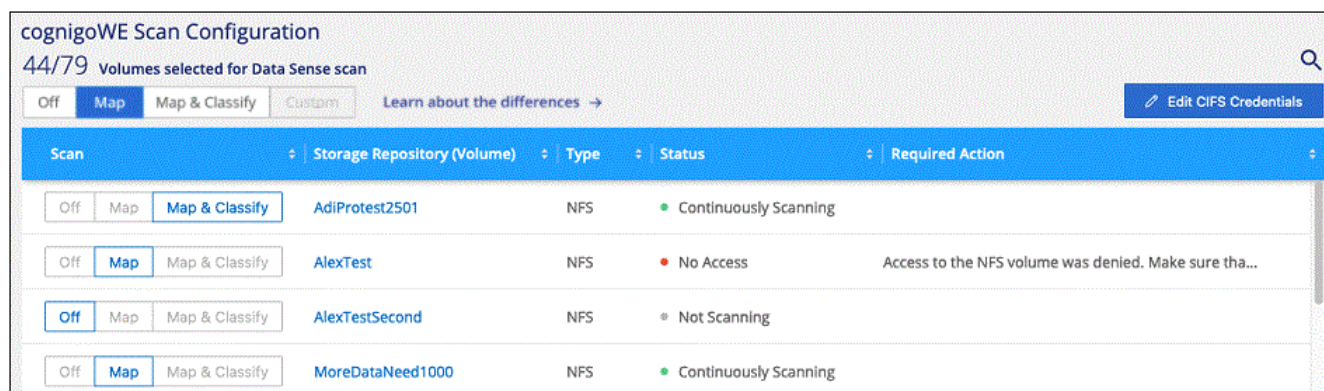 cognigoWE Scan Configuration
44/79 Volumes selected for Data Sense scan
Off Map Map & Classify Custom Learn about the differences → Edit CIFS Credentials
Scan Storage Repository (Volume) Type Status Required Action
Off Map Map & Classify AdiProtest2501 NFS Continuously Scanning
Off Map Map & Classify AlexTest NFS No Access Access to the NFS volume was denied. Make sure tha...
Off Map Map & Classify AlexTestSecond NFS Not Scanning
Off Map Map & Classify MoreDataNeed1000 NFS Continuously Scanning